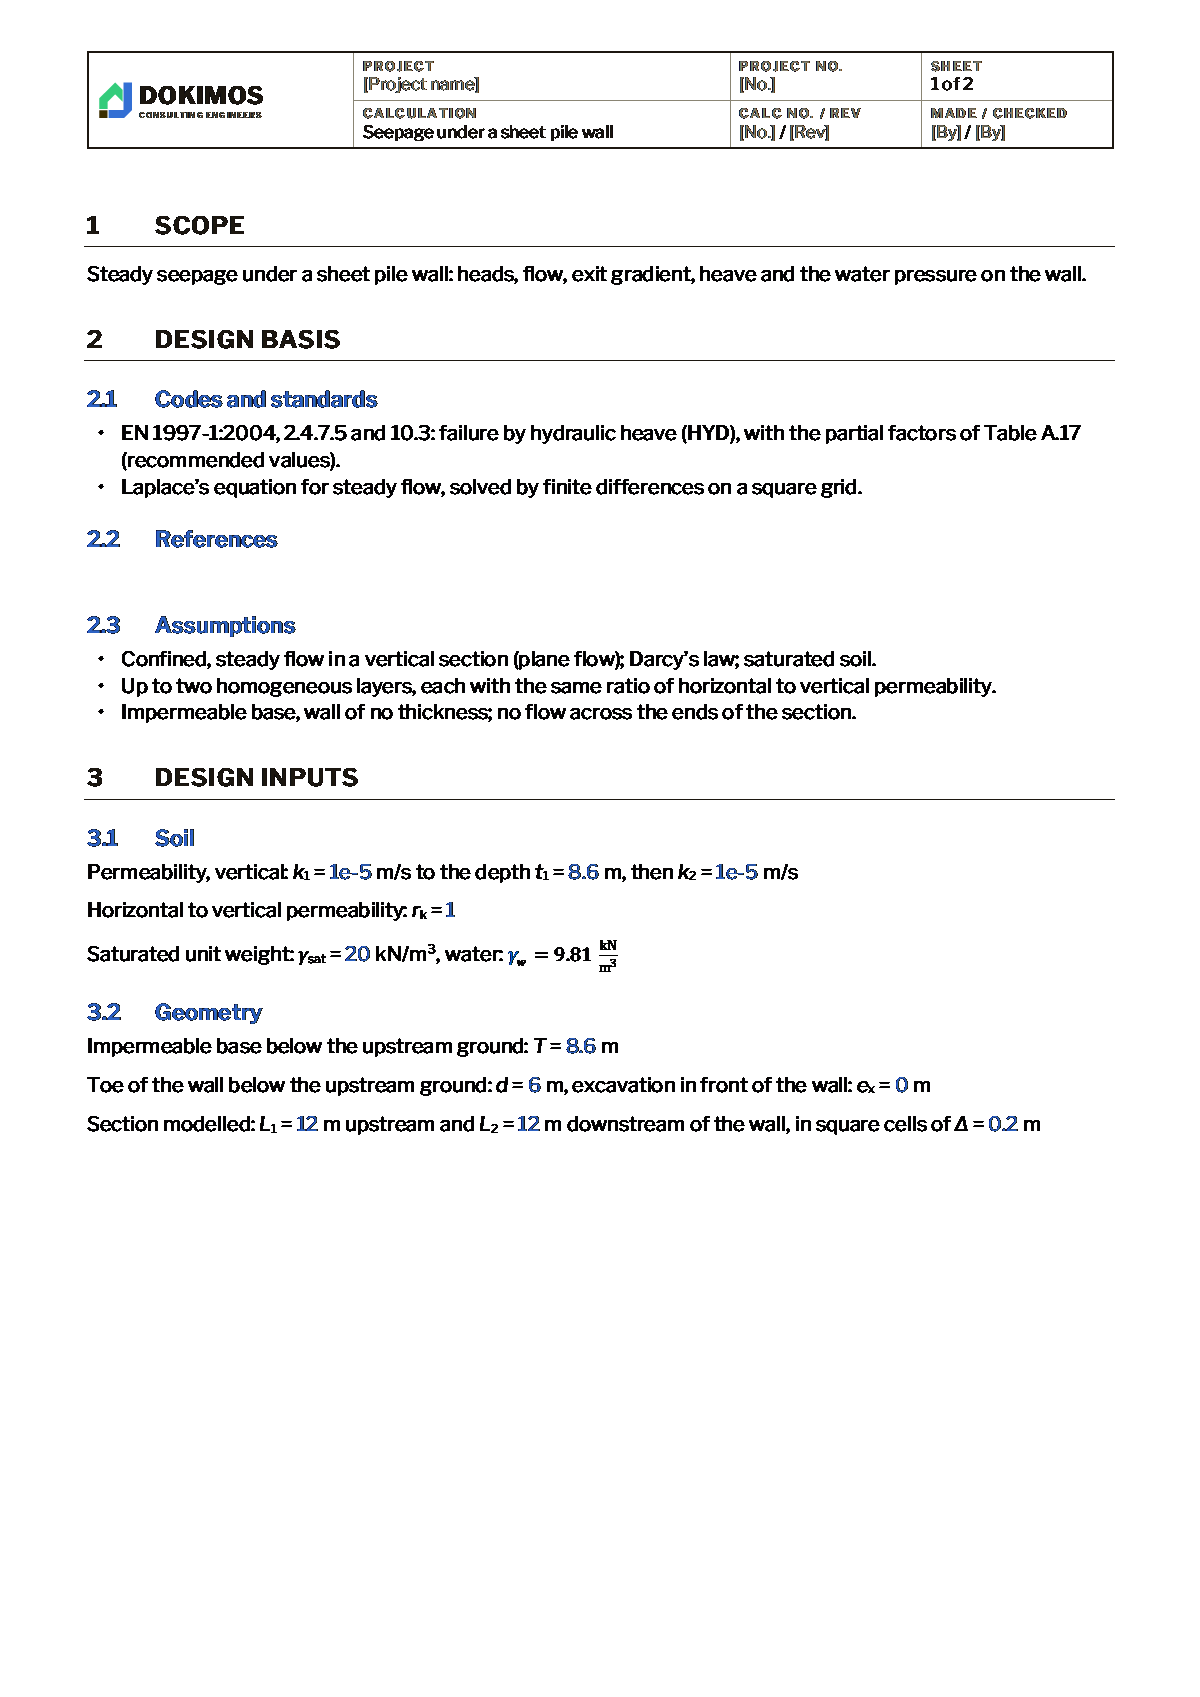 DOKIMOS
CONSULTING ENGINEERS
PROJECT
[Project name]
PROJECT NO.
[No.]
SHEET
1 of 2
CALCULATION
Seepage under a sheet pile wall
CALC NO. / REV
[No.] / [Rev]
MADE / CHECKED
[By] / [By]
1 SCOPE
Steady seepage under a sheet pile wall: heads, flow, exit gradient, heave and the water pressure on the wall.
2 DESIGN BASIS
2.1 Codes and standards
• EN 1997-1:2004, 2.4.7.5 and 10.3: failure by hydraulic heave (HYD), with the partial factors of Table A.17
(recommended values).
• Laplace’s equation for steady flow, solved by finite differences on a square grid.
2.2 References
2.3 Assumptions
• Confined, steady flow in a vertical section (plane flow); Darcy’s law; saturated soil.
• Up to two homogeneous layers, each with the same ratio of horizontal to vertical permeability.
• Impermeable base, wall of no thickness; no flow across the ends of the section.
3 DESIGN INPUTS
3.1 Soil
Permeability, vertical: k₁ = 1e-5 m/s to the depth t₁ = 8.6 m, then k₂ = 1e-5 m/s
Horizontal to vertical permeability: rₖ = 1
Saturated unit weight: γsat = 20 kN/m³, water: γw = 9.81 kN/m³
3.2 Geometry
Impermeable base below the upstream ground: T = 8.6 m
Toe of the wall below the upstream ground: d = 6 m, excavation in front of the wall: eₓ = 0 m
Section modelled: L₁ = 12 m upstream and L₂ = 12 m downstream of the wall, in square cells of Δ = 0.2 m